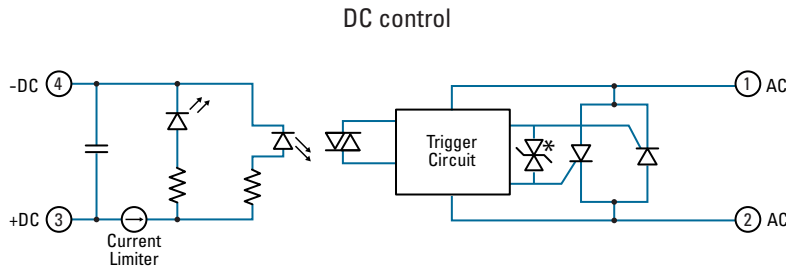 DC control
-DC 4
1 AC
Trigger
Circuit
*
+DC 3
2 AC
Current
Limiter